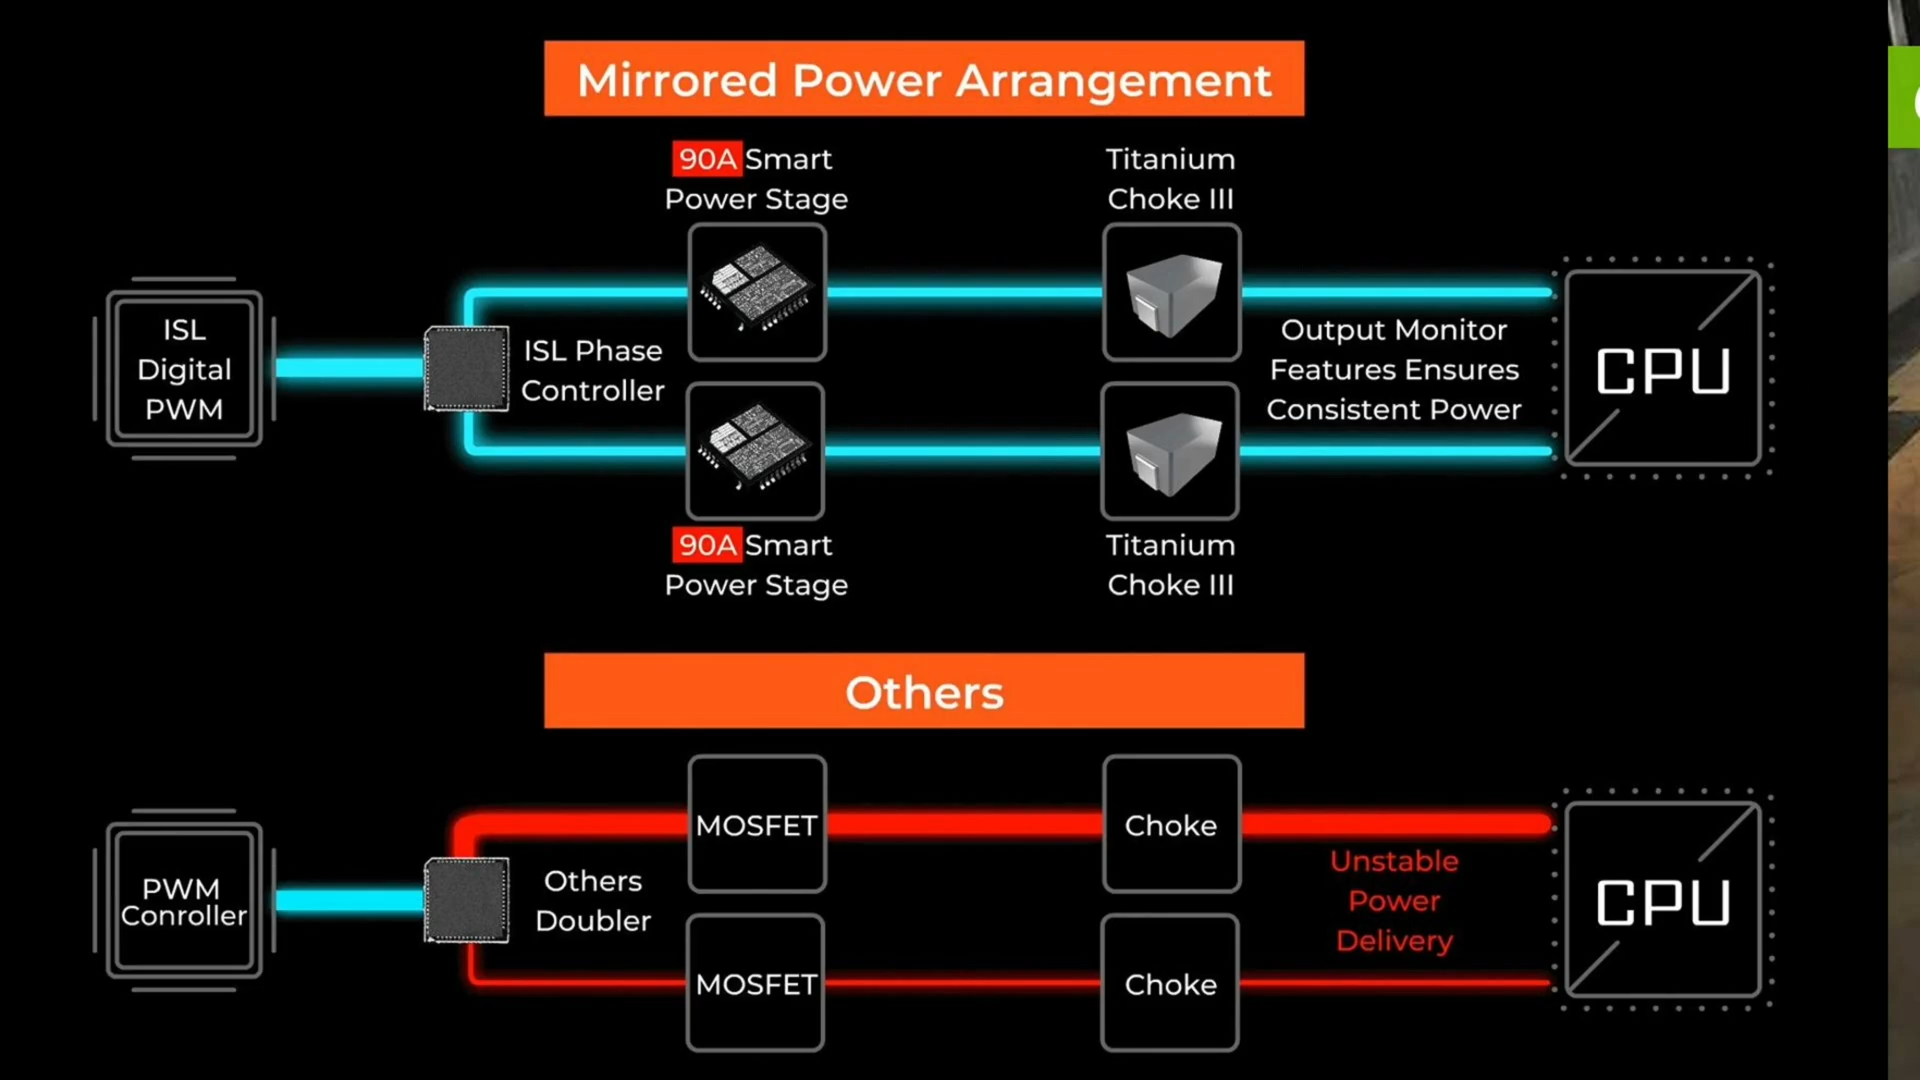 Mirrored Power Arrangement
90A Smart
Power Stage
Titanium
Choke III
ISL
Digital
PWM
ISL Phase
Controller
Output Monitor
Features Ensures
Consistent Power
CPU
90A Smart
Power Stage
Titanium
Choke III
Others
MOSFET
Choke
PWM
Conroller
Others
Doubler
Unstable
Power
Delivery
CPU
MOSFET
Choke